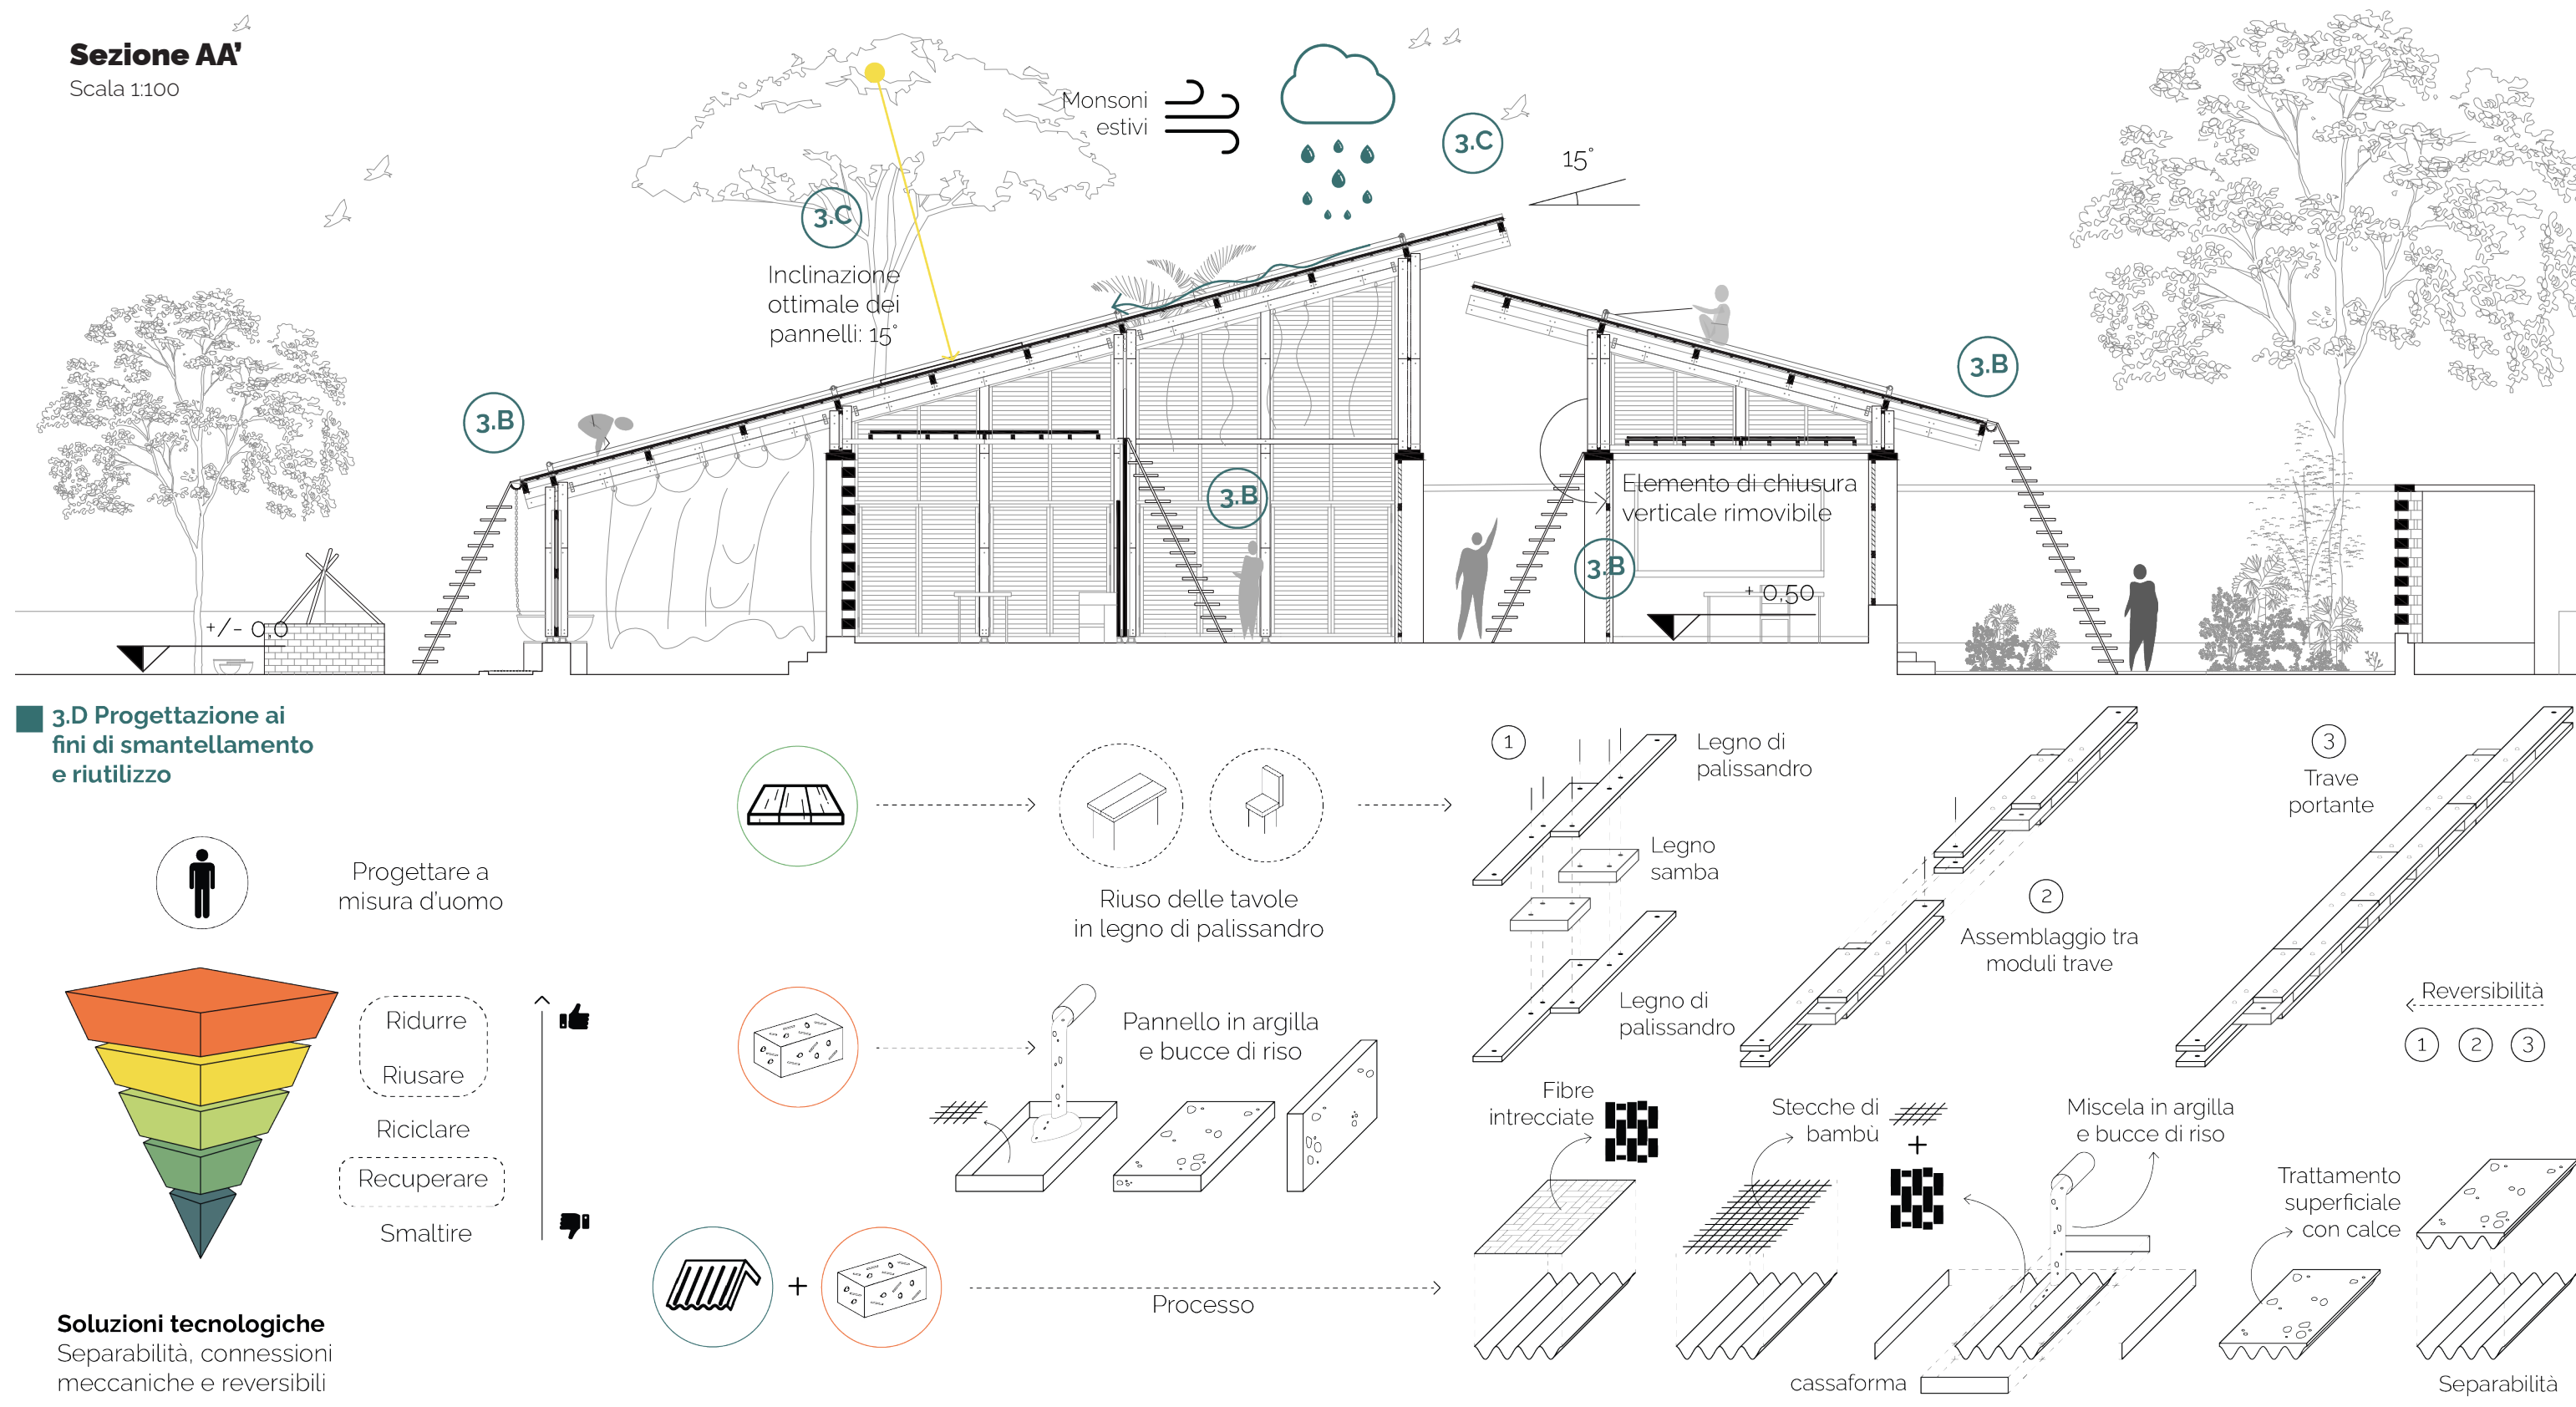 Sezione AA'
Scala 1:100
Monsoni
estivi
3.C
15°
3.C
Inclinazione
ottimale dei
pannelli: 15°
3.B
3.B
3.B
Elemento di chiusura
verticale rimovibile
3.B
+ 0,50
+/- 0,0
3.D Progettazione ai
fini di smantellamento
e riutilizzo
Progettare a
misura d'uomo
Ridurre
Riusare
Riciclare
Recuperare
Smaltire
Soluzioni tecnologiche
Separabilità, connessioni
meccaniche e reversibili
Riuso delle tavole
in legno di palissandro
Pannello in argilla
e bucce di riso
+
Processo
1
Legno di
palissandro
Legno
samba
Legno di
palissandro
2
Assemblaggio tra
moduli trave
3
Trave
portante
Reversibilità
1 2 3
Fibre
intrecciate
Stecche di
bambù
+
Miscela in argilla
e bucce di riso
Trattamento
superficiale
con calce
cassaforma
Separabilità